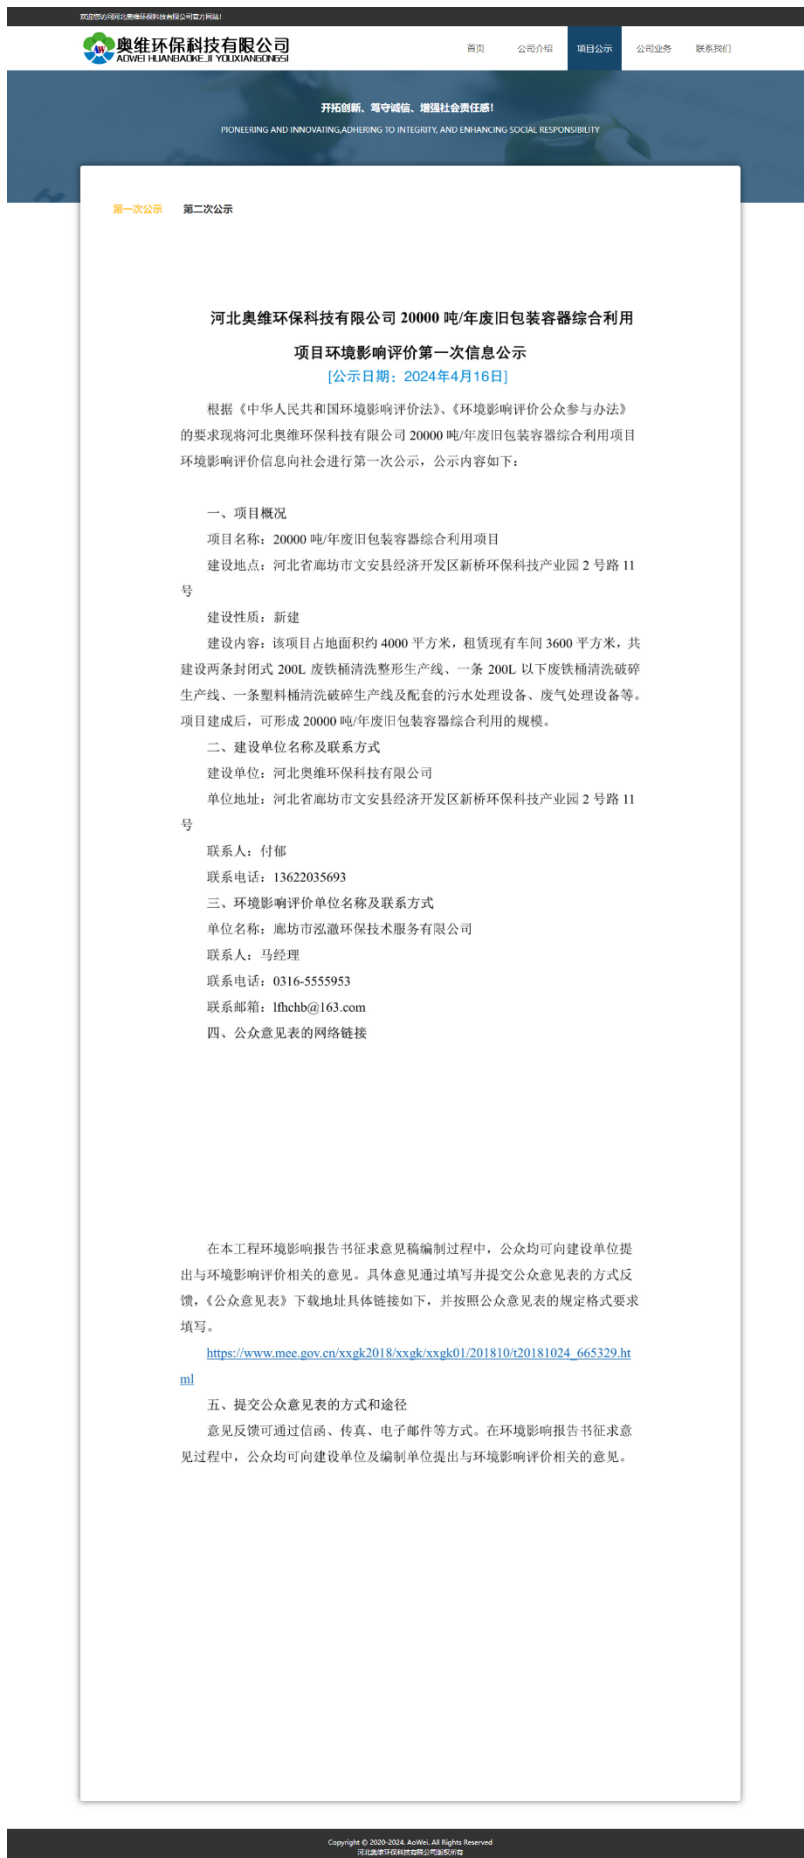 欢迎您访问河北奥维环保科技有限公司官方网站!
奥维环保科技有限公司
AOWEI HUANBAOKEJI YOUXIANGONGSI
首页 公司介绍 项目公示 公司业务 联系我们
开拓创新、笃守诚信、增强社会责任感!
PIONEERING AND INNOVATING,ADHERING TO INTEGRITY, AND ENHANCING SOCIAL RESPONSIBILITY
第一次公示 第二次公示
河北奥维环保科技有限公司 20000 吨/年废旧包装容器综合利用
项目环境影响评价第一次信息公示
[公示日期：2024年4月16日]
根据《中华人民共和国环境影响评价法》、《环境影响评价公众参与办法》
的要求现将河北奥维环保科技有限公司 20000 吨/年废旧包装容器综合利用项目
环境影响评价信息向社会进行第一次公示，公示内容如下：
一、项目概况
项目名称：20000 吨/年废旧包装容器综合利用项目
建设地点：河北省廊坊市文安县经济开发区新桥环保科技产业园 2 号路 11
号
建设性质：新建
建设内容：该项目占地面积约 4000 平方米，租赁现有车间 3600 平方米，共
建设两条封闭式 200L 废铁桶清洗整形生产线、一条 200L 以下废铁桶清洗破碎
生产线、一条塑料桶清洗破碎生产线及配套的污水处理设备、废气处理设备等。
项目建成后，可形成 20000 吨/年废旧包装容器综合利用的规模。
二、建设单位名称及联系方式
建设单位：河北奥维环保科技有限公司
单位地址：河北省廊坊市文安县经济开发区新桥环保科技产业园 2 号路 11
号
联系人：付郁
联系电话：13622035693
三、环境影响评价单位名称及联系方式
单位名称：廊坊市泓澈环保技术服务有限公司
联系人：马经理
联系电话：0316-5555953
联系邮箱：lfhchb@163.com
四、公众意见表的网络链接
在本工程环境影响报告书征求意见稿编制过程中，公众均可向建设单位提
出与环境影响评价相关的意见。具体意见通过填写并提交公众意见表的方式反
馈，《公众意见表》下载地址具体链接如下，并按照公众意见表的规定格式要求
填写。
https://www.mee.gov.cn/xxgk2018/xxgk/xxgk01/201810/t20181024_665329.ht
ml
五、提交公众意见表的方式和途径
意见反馈可通过信函、传真、电子邮件等方式。在环境影响报告书征求意
见过程中，公众均可向建设单位及编制单位提出与环境影响评价相关的意见。
Copyright © 2020-2024. AoWei. All Rights Reserved
河北奥维环保科技有限公司版权所有